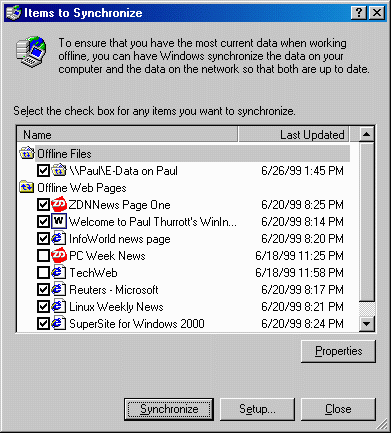 Items to Synchronize
To ensure that you have the most current data when working
offline, you can have Windows synchronize the data on your
computer and the data on the network so that both are up to date.
Select the check box for any items you want to synchronize.
Name Last Updated
Offline Files
\\Paul\E-Data on Paul 6/26/99 1:45 PM
Offline Web Pages
ZDNNews Page One 6/20/99 8:25 PM
Welcome to Paul Thurrott's WinIn... 6/20/99 8:14 PM
InfoWorld news page 6/20/99 8:20 PM
PC Week News 6/18/99 11:25 PM
TechWeb 6/18/99 11:58 PM
Reuters - Microsoft 6/20/99 8:17 PM
Linux Weekly News 6/20/99 8:21 PM
SuperSite for Windows 2000 6/20/99 8:24 PM
Properties
Synchronize Setup... Close